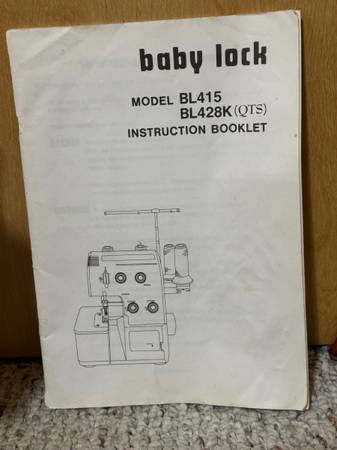 baby lock
MODEL BL415
BL428K (QTS)
INSTRUCTION BOOKLET